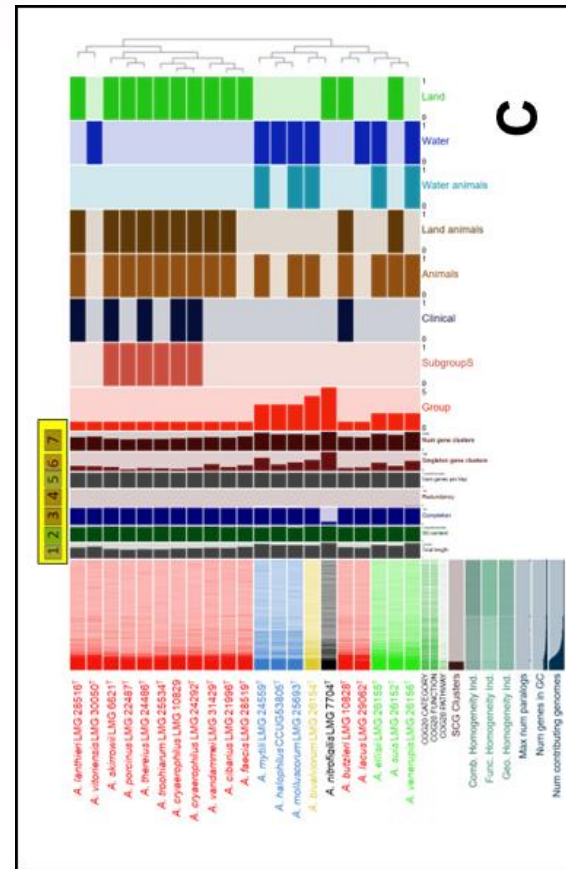 C
Land
1
0
Water
1
0
Water animals
1
0
Land animals
1
0
Animals
1
0
Clinical
1
0
SubgroupS
1
0
Group
5
0
Num gene clusters
Singleton gene clusters
Num genes per kbp
Redundancy
Completion
GC content
Total length
1 2 3 4 5 6 7
A. lanthieri LMG 28516ᵀ
A. vitoriensis LMG 30050ᵀ
A. skirrowii LMG 6621ᵀ
A. porcinus LMG 22487ᵀ
A. thereius LMG 24486ᵀ
A. trophiarum LMG 25534ᵀ
A. cryaerophilus LMG 10829
A. cryaerophilus LMG 24292ᵀ
A. vandammei LMG 31429ᵀ
A. cibarius LMG 21996ᵀ
A. faecis LMG 28519ᵀ
A. mytili LMG 24559ᵀ
A. halophilus CCUG 53805ᵀ
A. molluscorum LMG 25693ᵀ
A. bivalviorum LMG 26154ᵀ
A. nitrofigilis LMG 7704ᵀ
A. butzleri LMG 10828ᵀ
A. lacus LMG 29062ᵀ
A. ellisii LMG 26155ᵀ
A. suis LMG 26152ᵀ
A. venerupis LMG 26156ᵀ
COG20 CATEGORY
COG20 FUNCTION
COG20 PATHWAY
SCG Clusters
Comb. Homogeneity Ind.
Func. Homogeneity Ind.
Geo. Homogeneity Ind.
Max num paralogs
Num genes in GC
Num contributing genomes